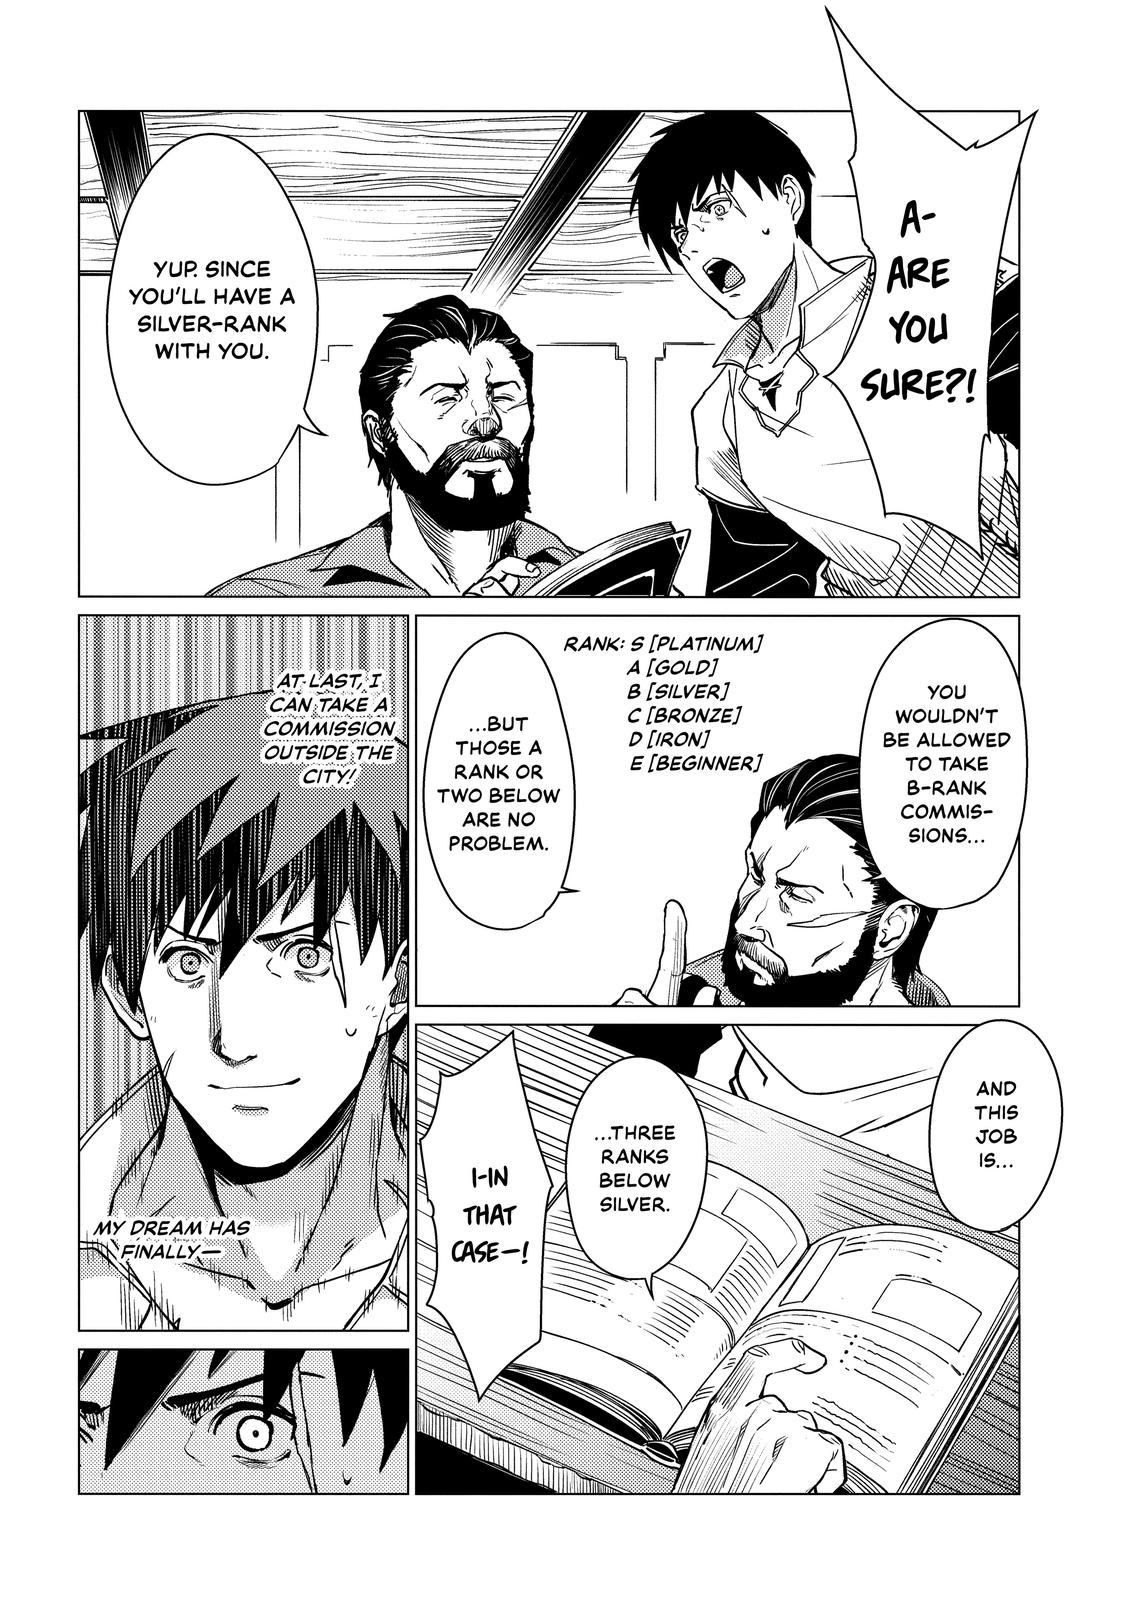 A-
ARE
YOU
SURE?!
YUP. SINCE
YOU'LL HAVE A
SILVER-RANK
WITH YOU.
YOU
WOULDN'T
BE ALLOWED
TO TAKE
B-RANK
COMMIS-
SIONS...
RANK: S [PLATINUM]
A [GOLD]
B [SILVER]
C [BRONZE]
D [IRON]
E [BEGINNER]
...BUT
THOSE A
RANK OR
TWO BELOW
ARE NO
PROBLEM.
AND
THIS
JOB
IS...
...THREE
RANKS
BELOW
SILVER.
I-IN
THAT
CASE—!
AT LAST, I
CAN TAKE A
COMMISSION
OUTSIDE THE
CITY!
MY DREAM HAS
FINALLY—